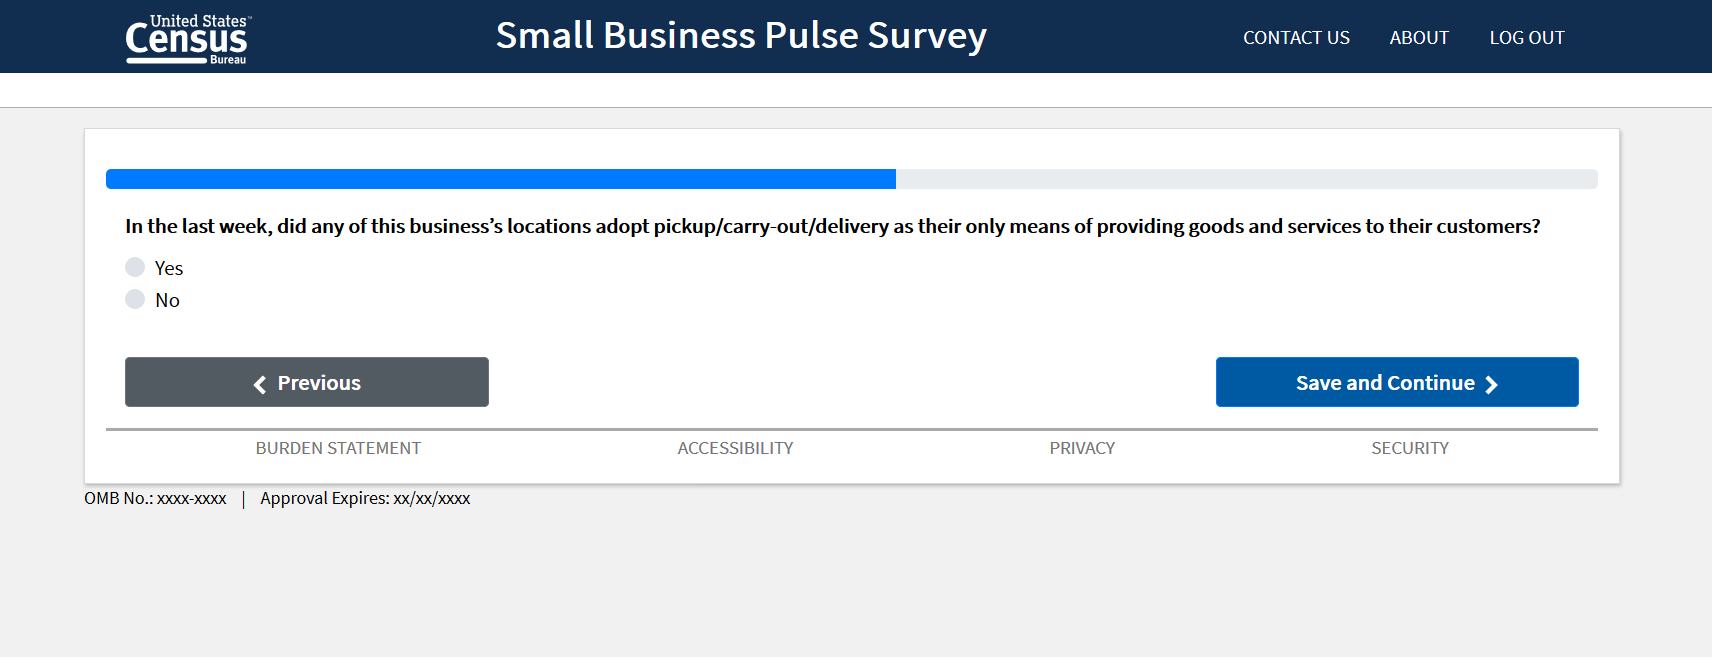 United States™
Census
Bureau
Small Business Pulse Survey
CONTACT US
ABOUT
LOG OUT
In the last week, did any of this business’s locations adopt pickup/carry-out/delivery as their only means of providing goods and services to their customers?
Yes
No
Previous
Save and Continue
BURDEN STATEMENT
ACCESSIBILITY
PRIVACY
SECURITY
OMB No.: xxxx-xxxx | Approval Expires: xx/xx/xxxx